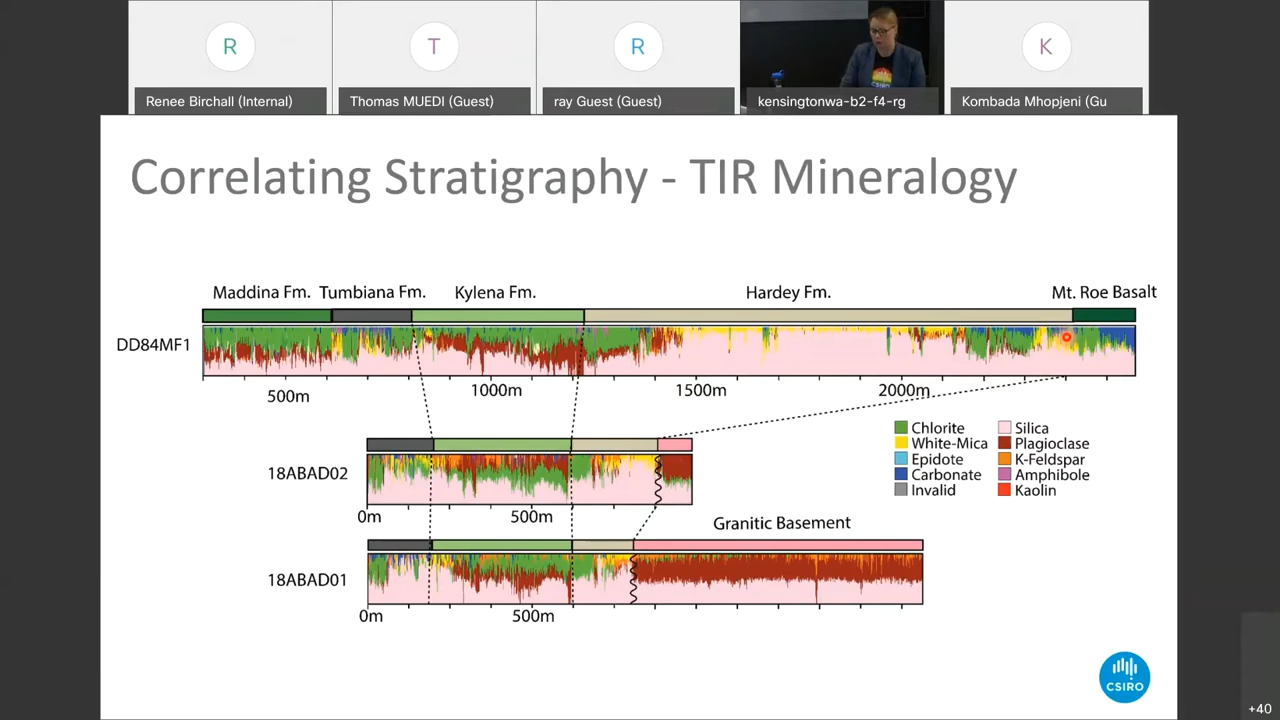 R
T
R
K
Renee Birchall (Internal)
Thomas MUEDI (Guest)
ray Guest (Guest)
kensingtonwa-b2-f4-rg
Kombada Mhopjeni (Gu
CSIRO
Correlating Stratigraphy - TIR Mineralogy
Maddina Fm. Tumbiana Fm. Kylena Fm. Hardey Fm. Mt. Roe Basalt
DD84MF1
500m 1000m 1500m 2000m
Chlorite Silica
White-Mica Plagioclase
Epidote K-Feldspar
Carbonate Amphibole
Invalid Kaolin
18ABAD02
0m 500m
Granitic Basement
18ABAD01
0m 500m
CSIRO
+40